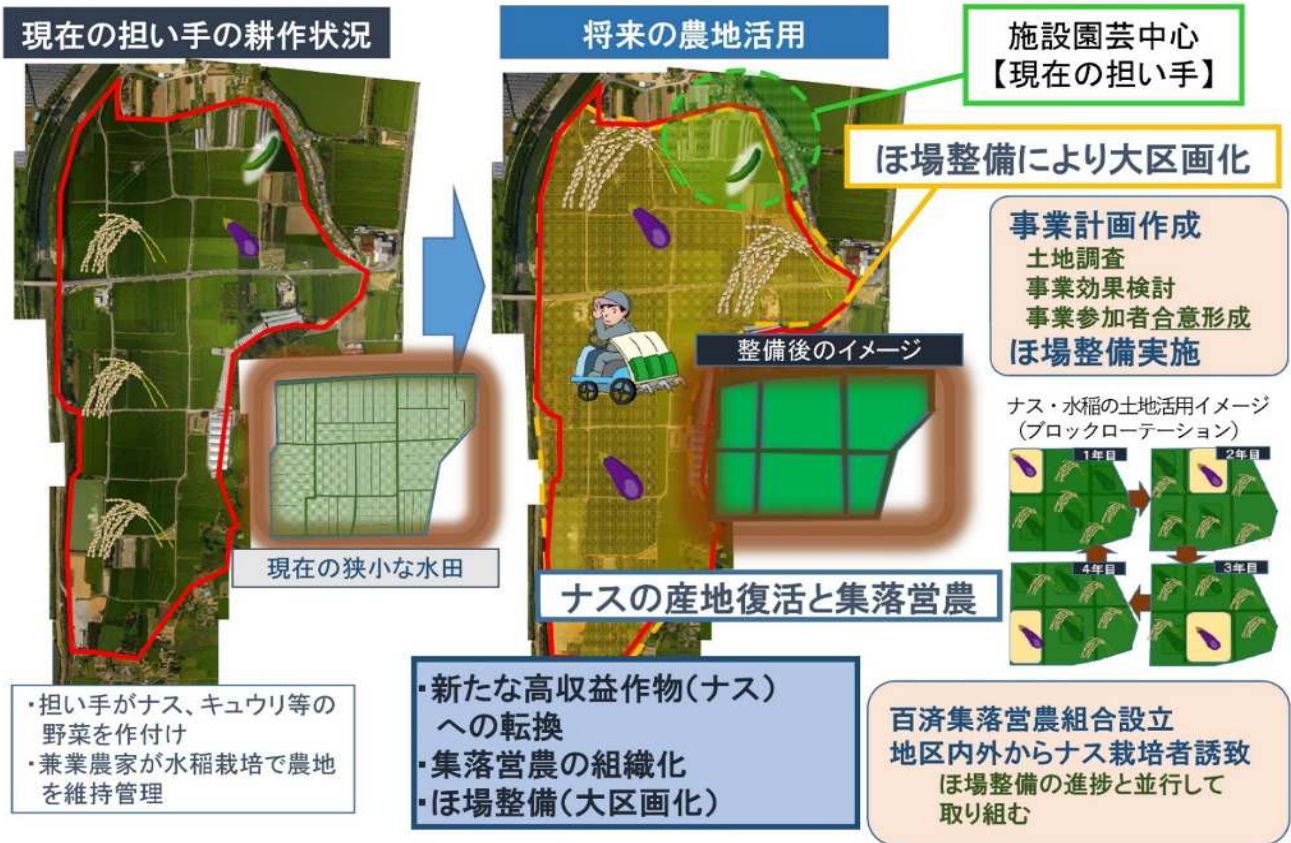 現在の担い手の耕作状況
将来の農地活用
施設園芸中心
【現在の担い手】
ほ場整備により大区画化
事業計画作成
土地調査
事業効果検討
事業参加者合意形成
ほ場整備実施
整備後のイメージ
現在の狭小な水田
ナス・水稲の土地活用イメージ
(ブロックローテーション)
1年目
2年目
4年目
3年目
ナスの産地復活と集落営農
・担い手がナス、キュウリ等の
野菜を作付け
・兼業農家が水稲栽培で農地
を維持管理
・新たな高収益作物(ナス)
への転換
・集落営農の組織化
・ほ場整備(大区画化)
百済集落営農組合設立
地区内外からナス栽培者誘致
ほ場整備の進捗と並行して
取り組む